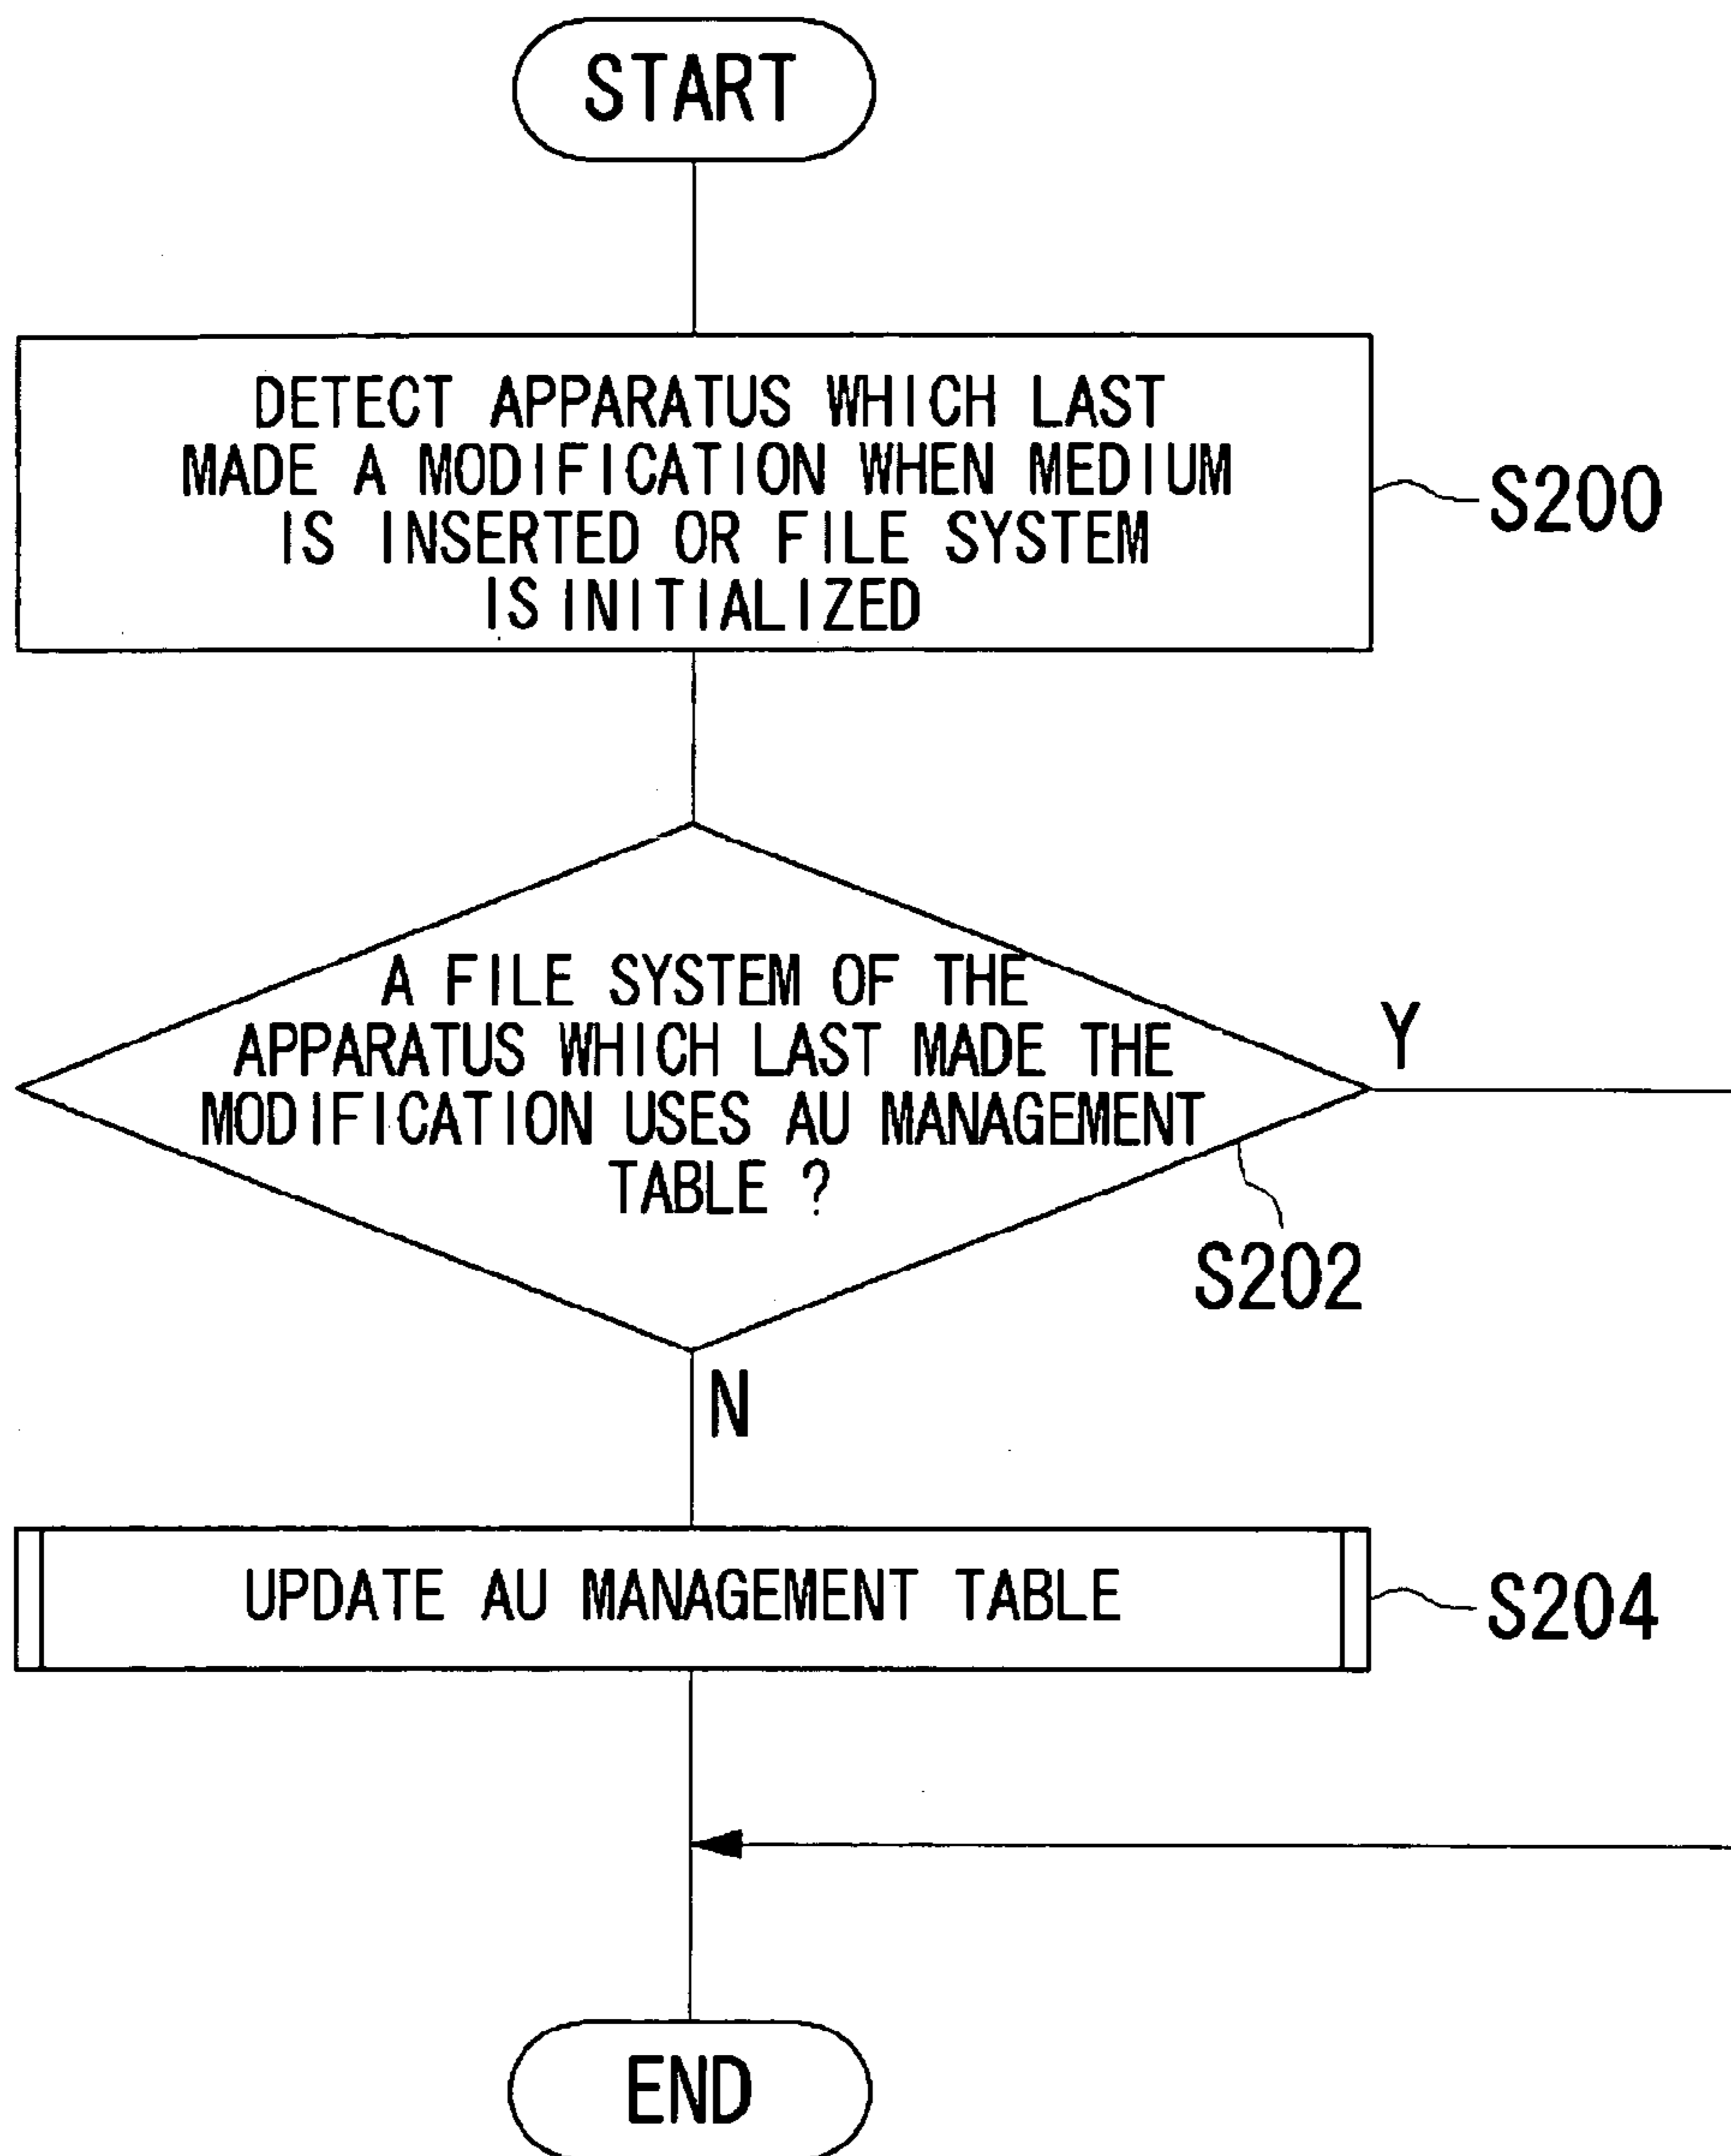 START
DETECT APPARATUS WHICH LAST
MADE A MODIFICATION WHEN MEDIUM
IS INSERTED OR FILE SYSTEM
IS INITIALIZED
S200
A FILE SYSTEM OF THE
APPARATUS WHICH LAST MADE THE
MODIFICATION USES AU MANAGEMENT
TABLE ?
Y
S202
N
UPDATE AU MANAGEMENT TABLE
S204
END